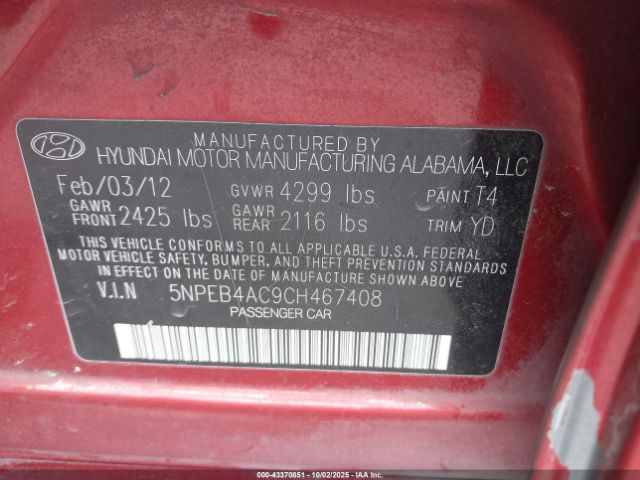 MANUFACTURED BY
HYUNDAI MOTOR MANUFACTURING ALABAMA, LLC
Feb/03/12 GVWR 4299 lbs PAINT T4
GAWR FRONT 2425 lbs GAWR REAR 2116 lbs TRIM YD
THIS VEHICLE CONFORMS TO ALL APPLICABLE U.S.A. FEDERAL
MOTOR VEHICLE SAFETY, BUMPER, AND THEFT PREVENTION
STANDARDS IN EFFECT ON THE DATE OF MANUFACTURE SHOWN ABOVE
V.I.N 5NPEB4AC9CH467408
PASSENGER CAR
00-43370851 - 10/02/2025 - IAAI, Inc.